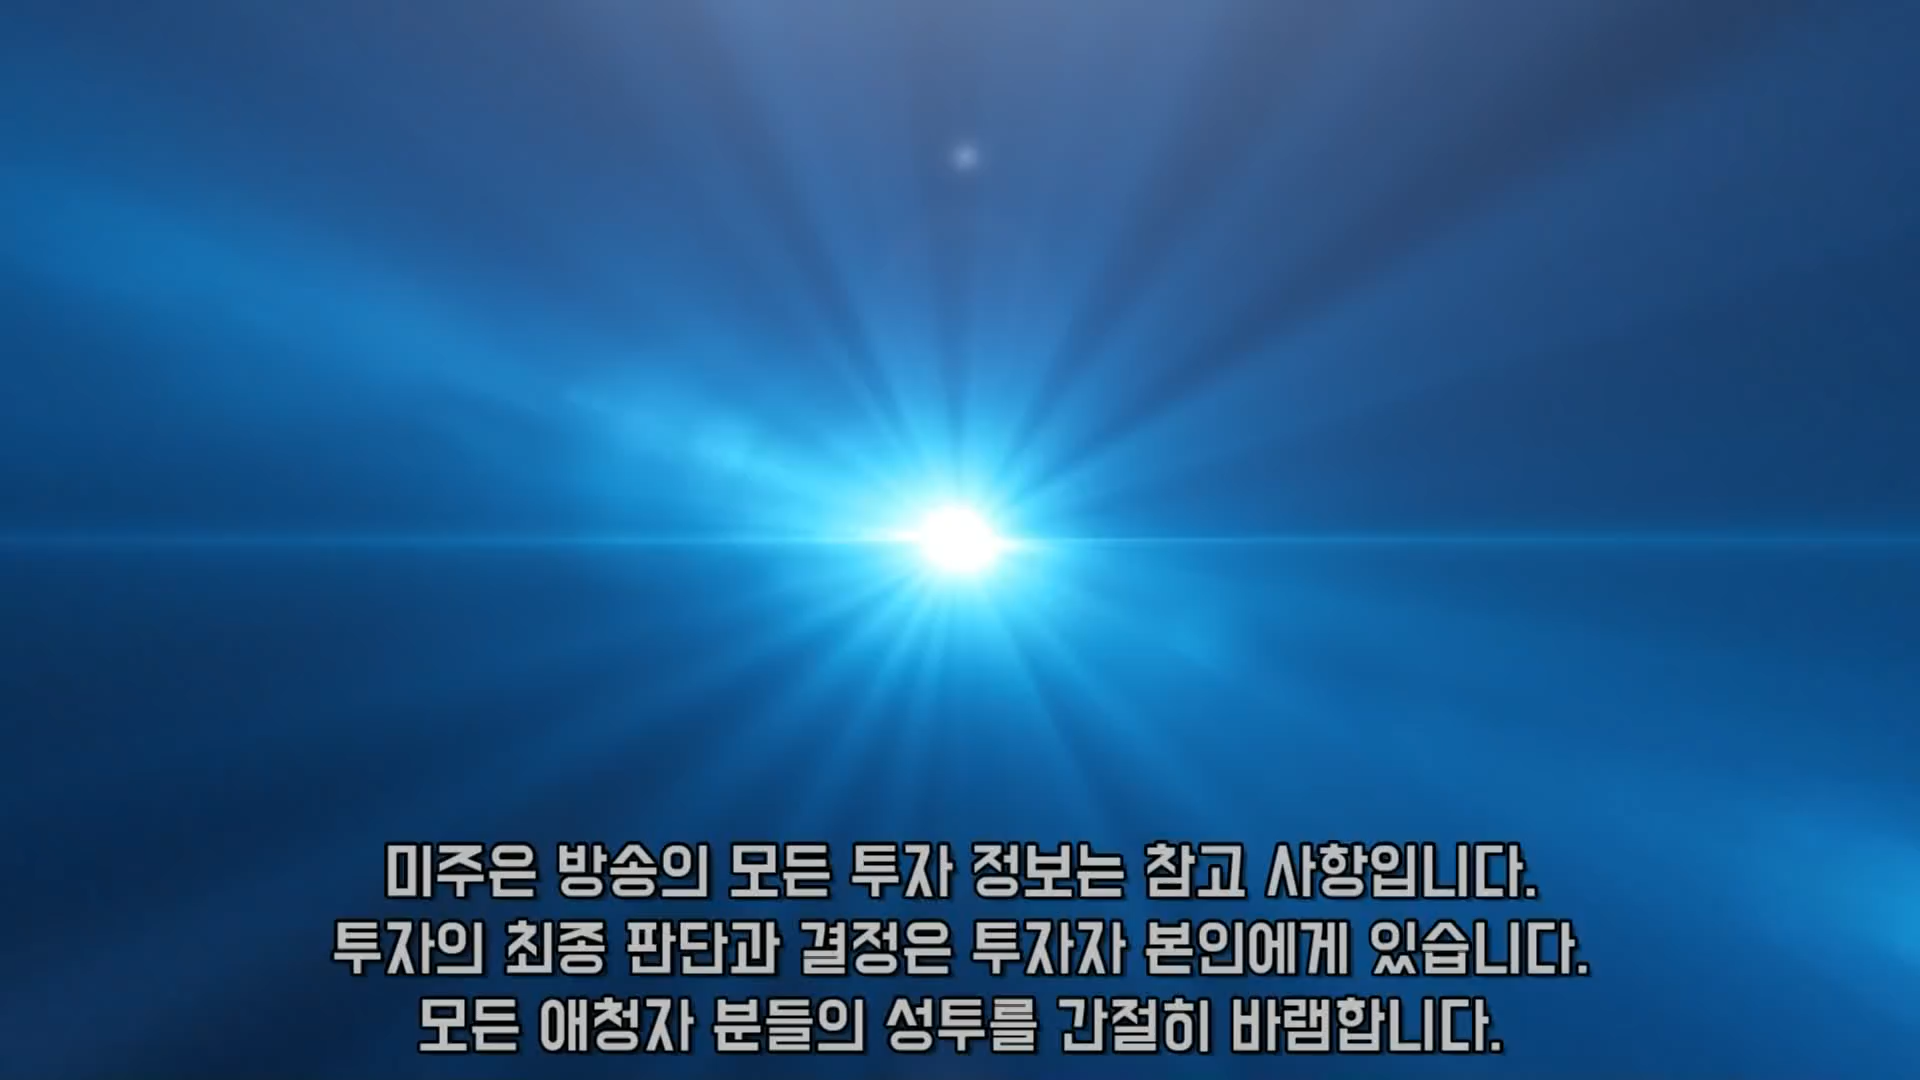 미주은 방송의 모든 투자 정보는 참고 사항입니다.
투자의 최종 판단과 결정은 투자자 본인에게 있습니다.
모든 애청자 분들의 성투를 간절히 바램합니다.